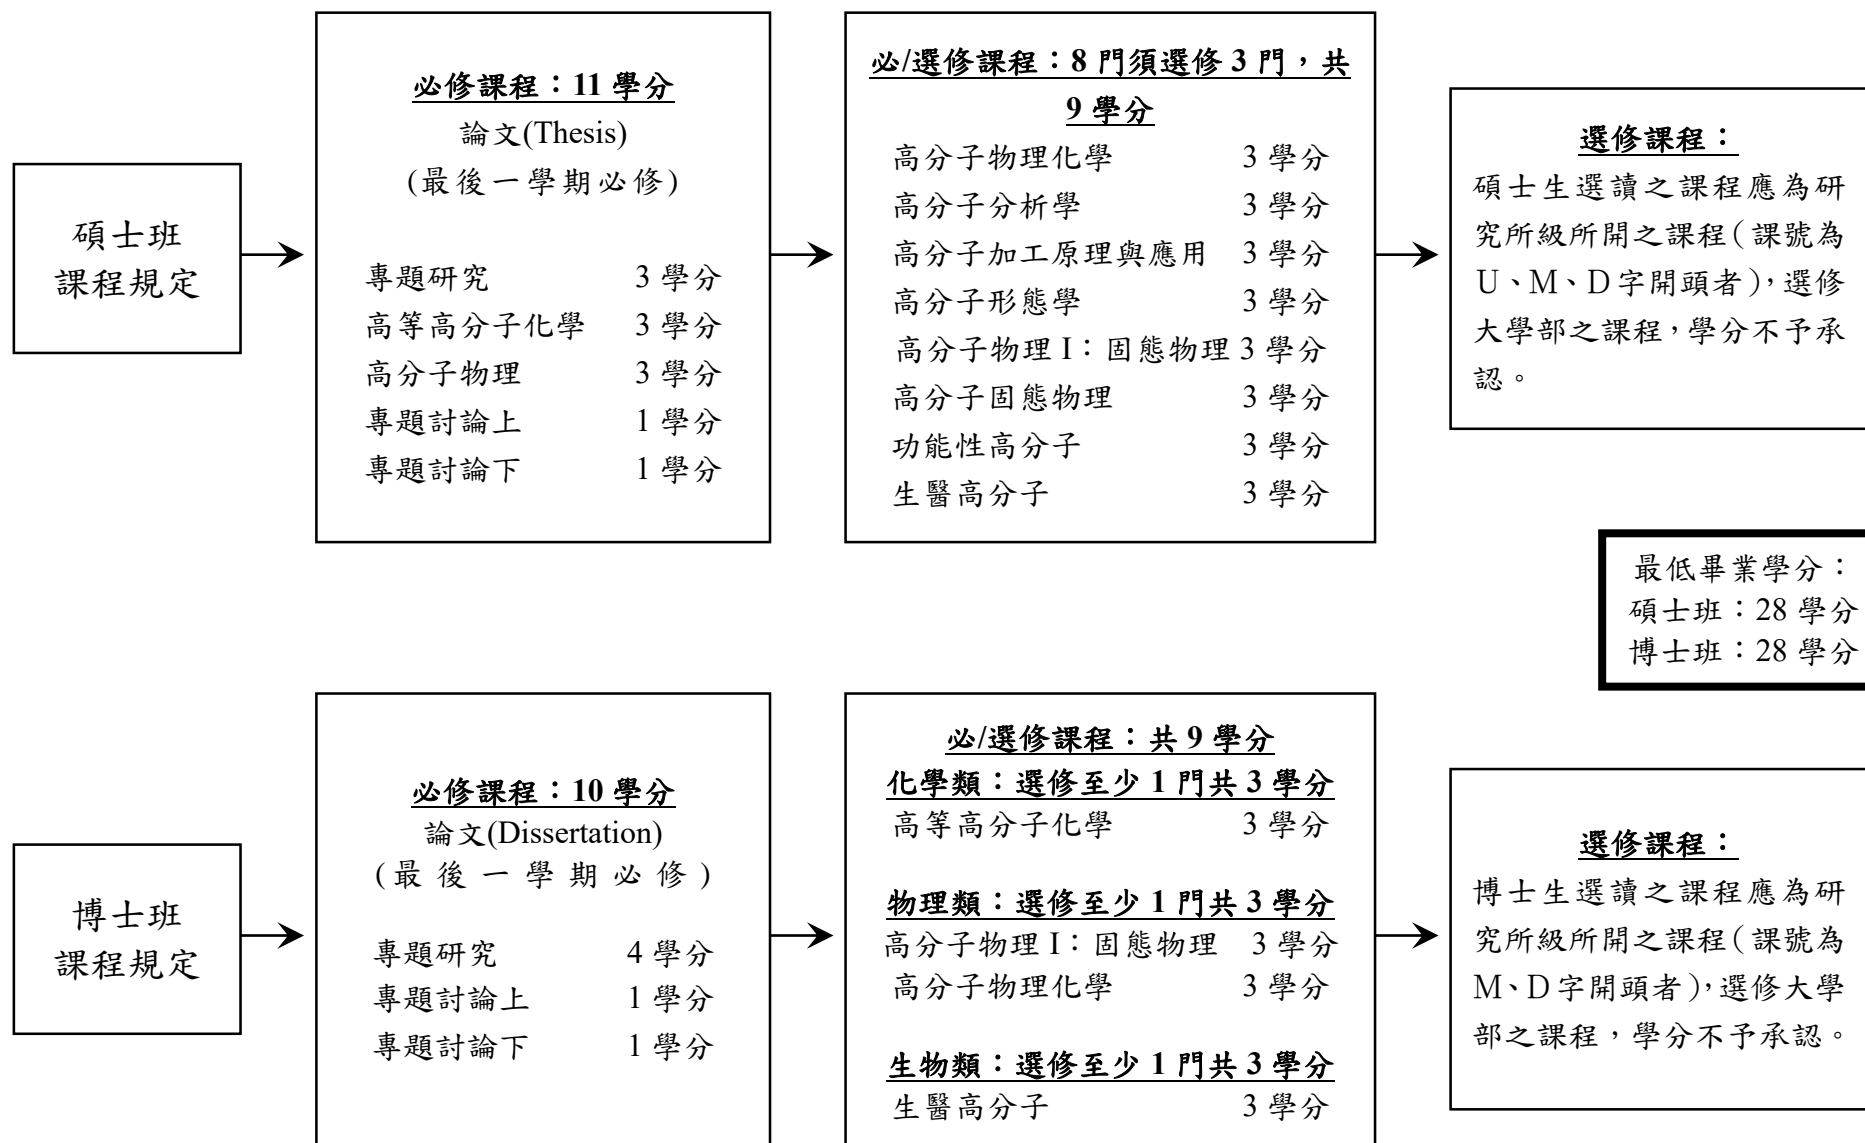 碩士班
課程規定
必修課程：11 學分
論文(Thesis)
(最後一學期必修)
專題研究 3 學分
高等高分子化學 3 學分
高分子物理 3 學分
專題討論上 1 學分
專題討論下 1 學分
必/選修課程：8 門須選修 3 門，共
9 學分
高分子物理化學 3 學分
高分子分析學 3 學分
高分子加工原理與應用 3 學分
高分子形態學 3 學分
高分子物理 I：固態物理 3 學分
高分子固態物理 3 學分
功能性高分子 3 學分
生醫高分子 3 學分
選修課程：
碩士生選讀之課程應為研
究所級所開之課程(課號為
U、M、D 字開頭者)，選修
大學部之課程，學分不予承
認。
最低畢業學分：
碩士班：28 學分
博士班：28 學分
博士班
課程規定
必修課程：10 學分
論文(Dissertation)
(最後一學期必修)
專題研究 4 學分
專題討論上 1 學分
專題討論下 1 學分
必/選修課程：共 9 學分
化學類：選修至少 1 門共 3 學分
高等高分子化學 3 學分
物理類：選修至少 1 門共 3 學分
高分子物理 I：固態物理 3 學分
高分子物理化學 3 學分
生物類：選修至少 1 門共 3 學分
生醫高分子 3 學分
選修課程：
博士生選讀之課程應為研
究所級所開之課程(課號為
M、D 字開頭者)，選修大學
部之課程，學分不予承認。